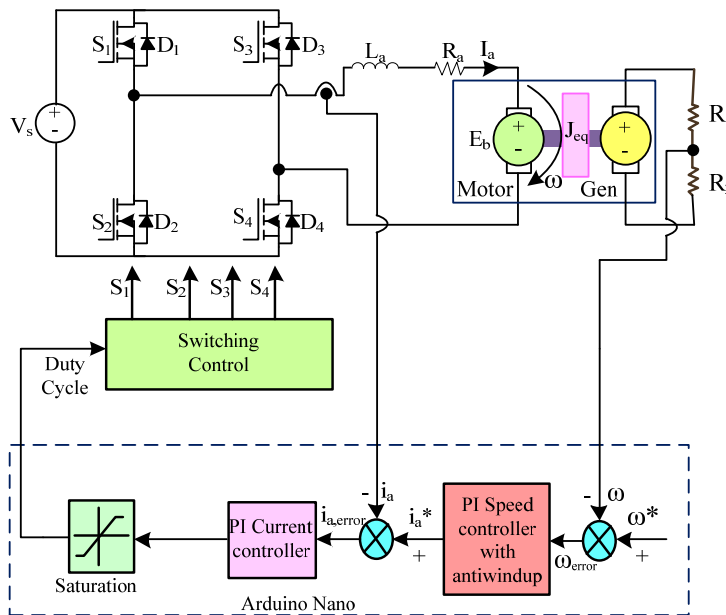 S1 D1 S3 D3
La Ra Ia
Vs + -
Eb + - Jeq + -
R
R
Motor ω Gen
S2 D2 S4 D4
S1 S2 S3 S4
Switching
Control
Duty
Cycle
- ia
- ω
PI Current
controller
ia,error
ia*
+
PI Speed
controller
with
antiwindup
ωerror
ω*
+
Saturation
Arduino Nano